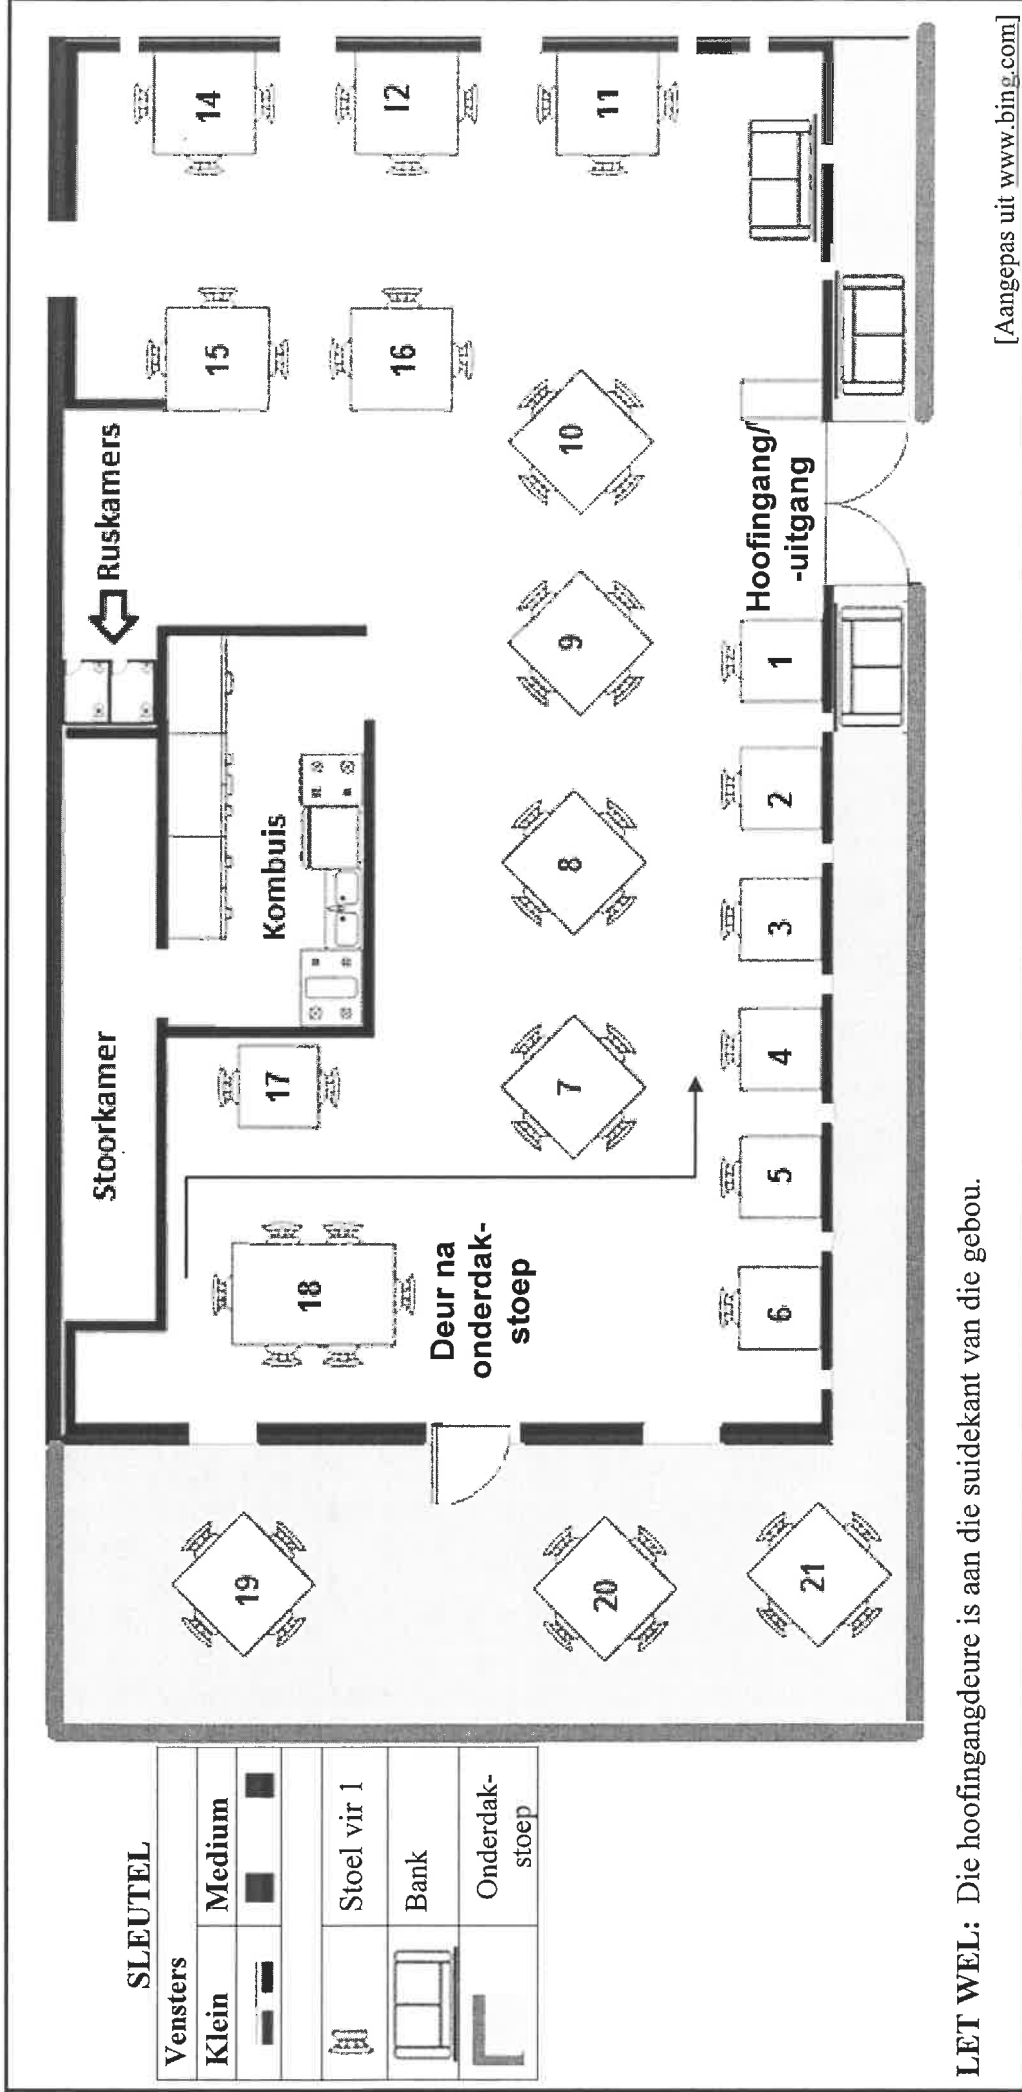 SLEUTEL
Vensters
Klein
Medium
Stoel vir 1
Bank
Onderdak-
stoep
19
20
21
Stoorkamer
Ruskamers
Kombuis
18
17
Deur na
onderdak-
stoep
7
8
9
10
15
16
14
12
11
6
5
4
3
2
1
Hoofingang/
-uitgang
LET WEL: Die hoofingangdeure is aan die suidekant van die gebou.
[Aangepas uit www.bing.com]